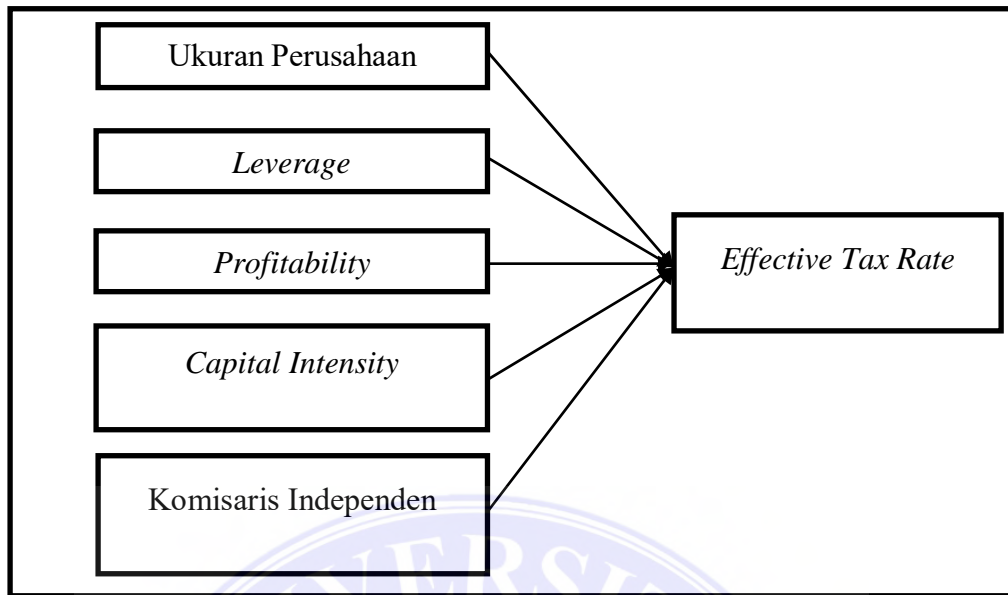 Ukuran Perusahaan
Leverage
Profitability
Capital Intensity
Komisaris Independen
Effective Tax Rate